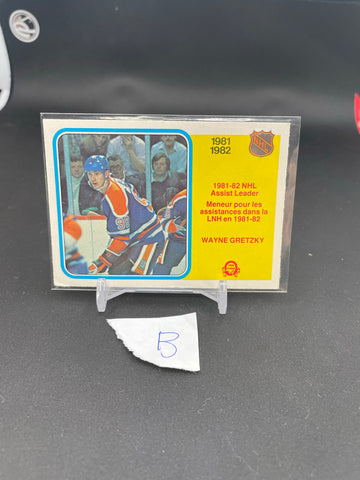 1981
1982
NHL
1981-82 NHL
Assist Leader
Meneur pour les
assistances dans la
LNH en 1981-82
WAYNE GRETZKY
B